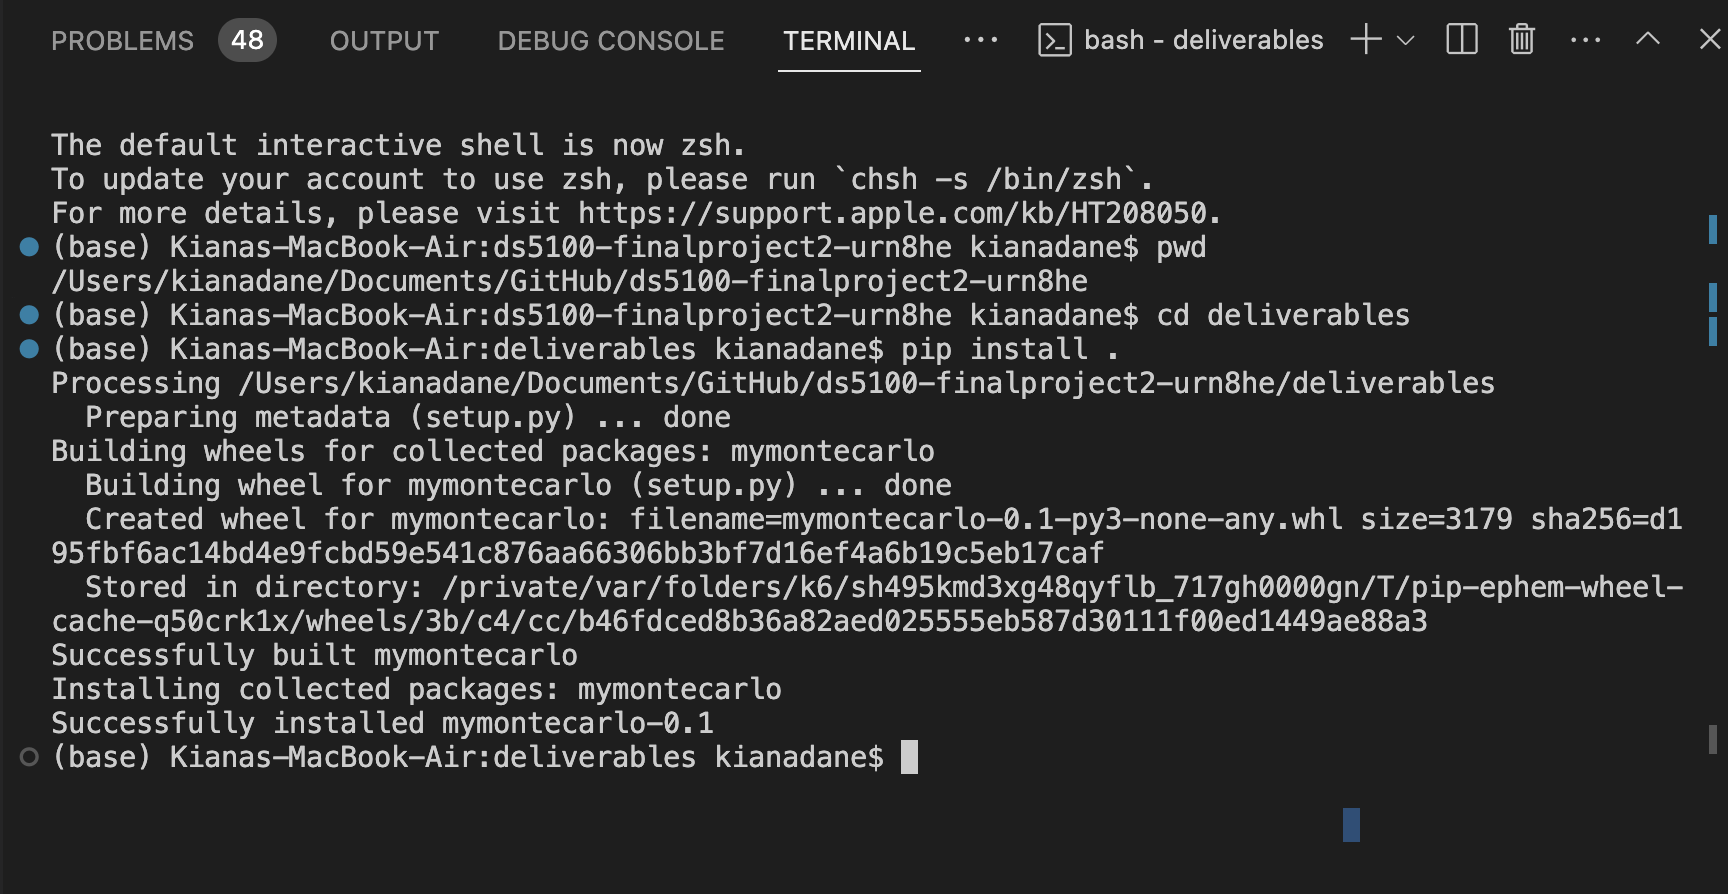 PROBLEMS 48 OUTPUT DEBUG CONSOLE TERMINAL ... bash - deliverables ...
The default interactive shell is now zsh.
To update your account to use zsh, please run `chsh -s /bin/zsh`.
For more details, please visit https://support.apple.com/kb/HT208050.
(base) Kianas-MacBook-Air:ds5100-finalproject2-urn8he kianadane$ pwd
/Users/kianadane/Documents/GitHub/ds5100-finalproject2-urn8he
(base) Kianas-MacBook-Air:ds5100-finalproject2-urn8he kianadane$ cd deliverables
(base) Kianas-MacBook-Air:deliverables kianadane$ pip install .
Processing /Users/kianadane/Documents/GitHub/ds5100-finalproject2-urn8he/deliverables
  Preparing metadata (setup.py) ... done
Building wheels for collected packages: mymontecarlo
  Building wheel for mymontecarlo (setup.py) ... done
  Created wheel for mymontecarlo: filename=mymontecarlo-0.1-py3-none-any.whl size=3179 sha256=d1
95fbf6ac14bd4e9fcbd59e541c876aa66306bb3bf7d16ef4a6b19c5eb17caf
  Stored in directory: /private/var/folders/k6/sh495kmd3xg48qyflb_717gh0000gn/T/pip-ephem-wheel-
cache-q50crk1x/wheels/3b/c4/cc/b46fdced8b36a82aed025555eb587d30111f00ed1449ae88a3
Successfully built mymontecarlo
Installing collected packages: mymontecarlo
Successfully installed mymontecarlo-0.1
(base) Kianas-MacBook-Air:deliverables kianadane$